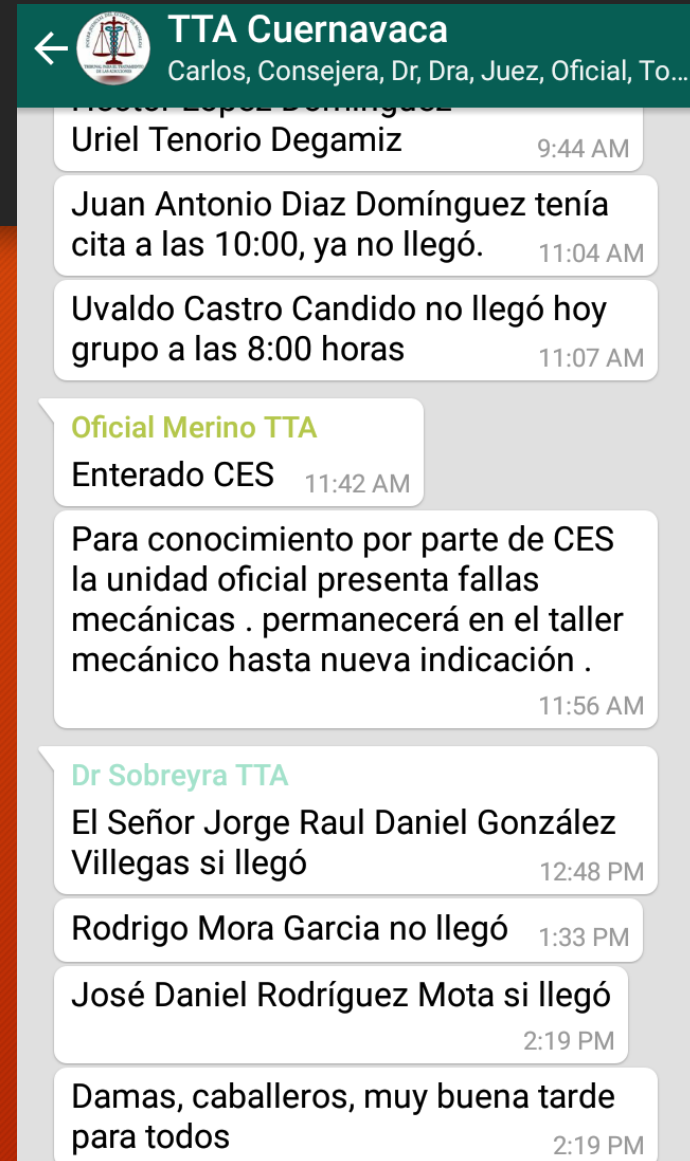 TTA Cuernavaca
Carlos, Consejera, Dr, Dra, Juez, Oficial, To...
Uriel Tenorio Degamiz
9:44 AM
Juan Antonio Diaz Domínguez tenía
cita a las 10:00, ya no llegó.
11:04 AM
Uvaldo Castro Candido no llegó hoy
grupo a las 8:00 horas
11:07 AM
Oficial Merino TTA
Enterado CES
11:42 AM
Para conocimiento por parte de CES
la unidad oficial presenta fallas
mecánicas . permanecerá en el taller
mecánico hasta nueva indicación .
11:56 AM
Dr Sobreyra TTA
El Señor Jorge Raul Daniel González
Villegas si llegó
12:48 PM
Rodrigo Mora Garcia no llegó
1:33 PM
José Daniel Rodríguez Mota si llegó
2:19 PM
Damas, caballeros, muy buena tarde
para todos
2:19 PM